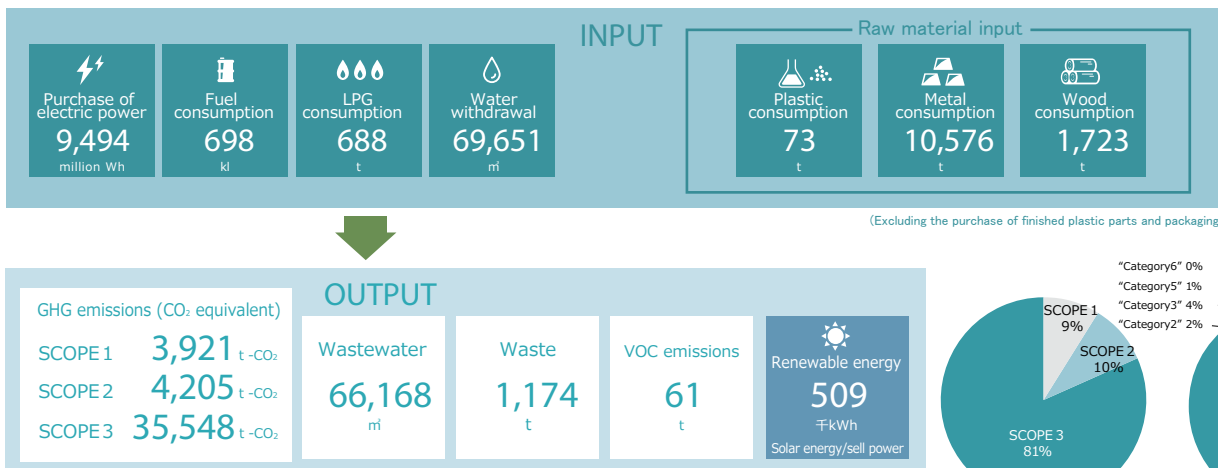 INPUT
Purchase of
electric power
9,494
million Wh
Fuel
consumption
698
kl
LPG
consumption
688
t
Water
withdrawal
69,651
㎥
Raw material input
Plastic
consumption
73
t
Metal
consumption
10,576
t
Wood
consumption
1,723
t
(Excluding the purchase of finished plastic parts and packaging
OUTPUT
GHG emissions (CO₂ equivalent)
SCOPE 1 3,921 t -CO₂
SCOPE 2 4,205 t -CO₂
SCOPE 3 35,548 t -CO₂
Wastewater
66,168
㎥
Waste
1,174
t
VOC emissions
61
t
Renewable energy
509
千kWh
Solar energy/sell power
SCOPE 1
9%
SCOPE 2
10%
SCOPE 3
81%
“Category6” 0%
“Category5” 1%
“Category3” 4%
“Category2” 2%